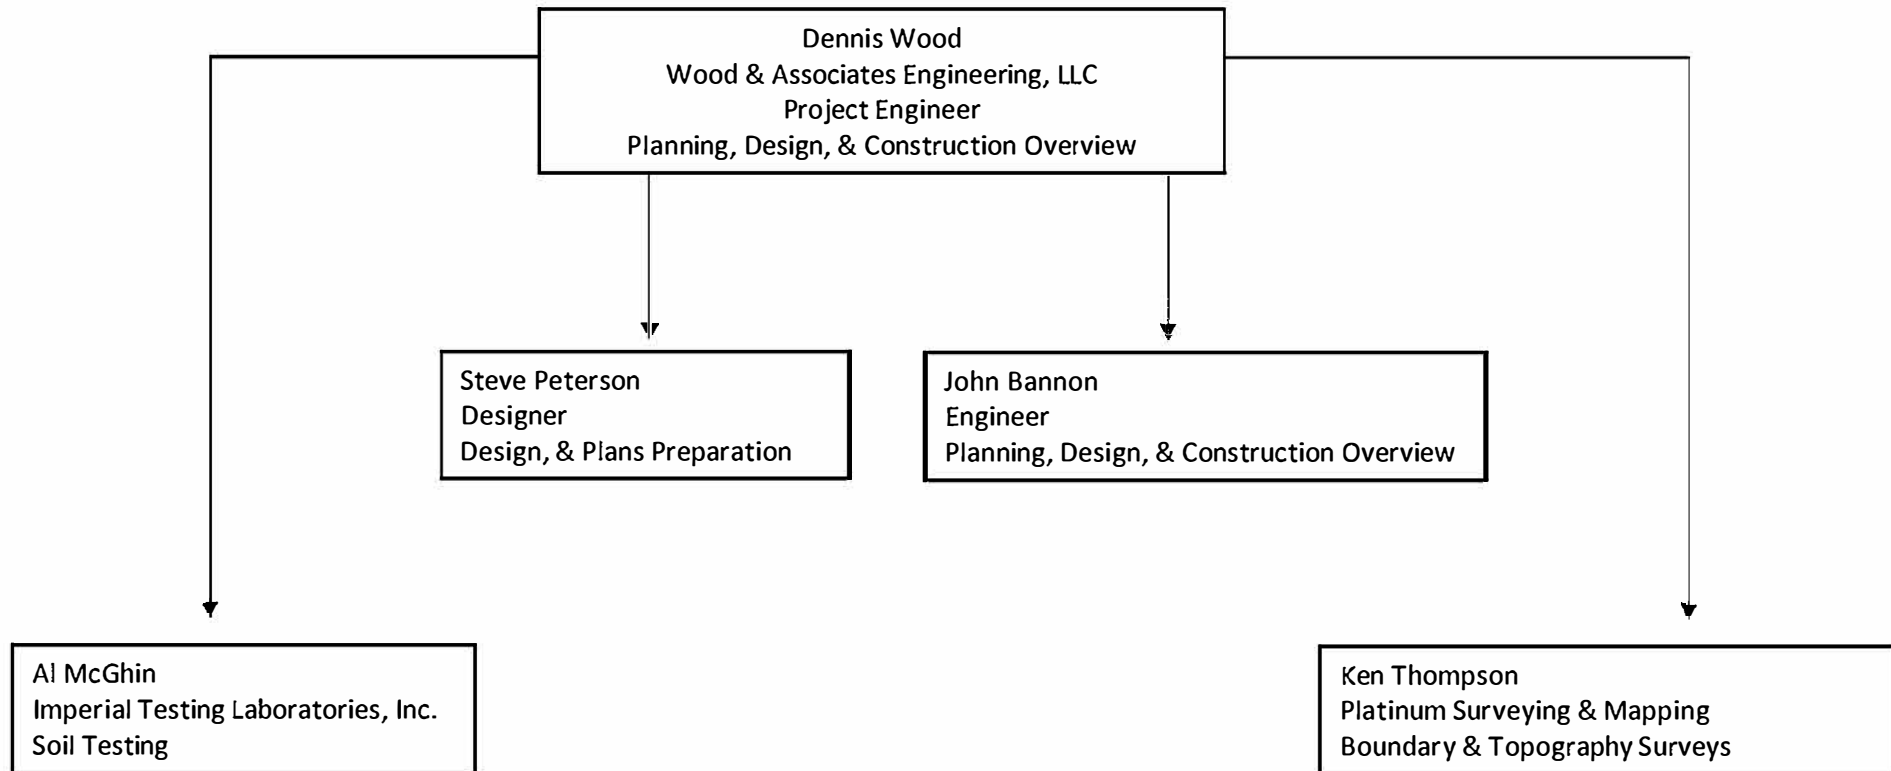 Dennis Wood
Wood & Associates Engineering, LLC
Project Engineer
Planning, Design, & Construction Overview
Steve Peterson
Designer
Design, & Plans Preparation
John Bannon
Engineer
Planning, Design, & Construction Overview
Al McGhin
Imperial Testing Laboratories, Inc.
Soil Testing
Ken Thompson
Platinum Surveying & Mapping
Boundary & Topography Surveys